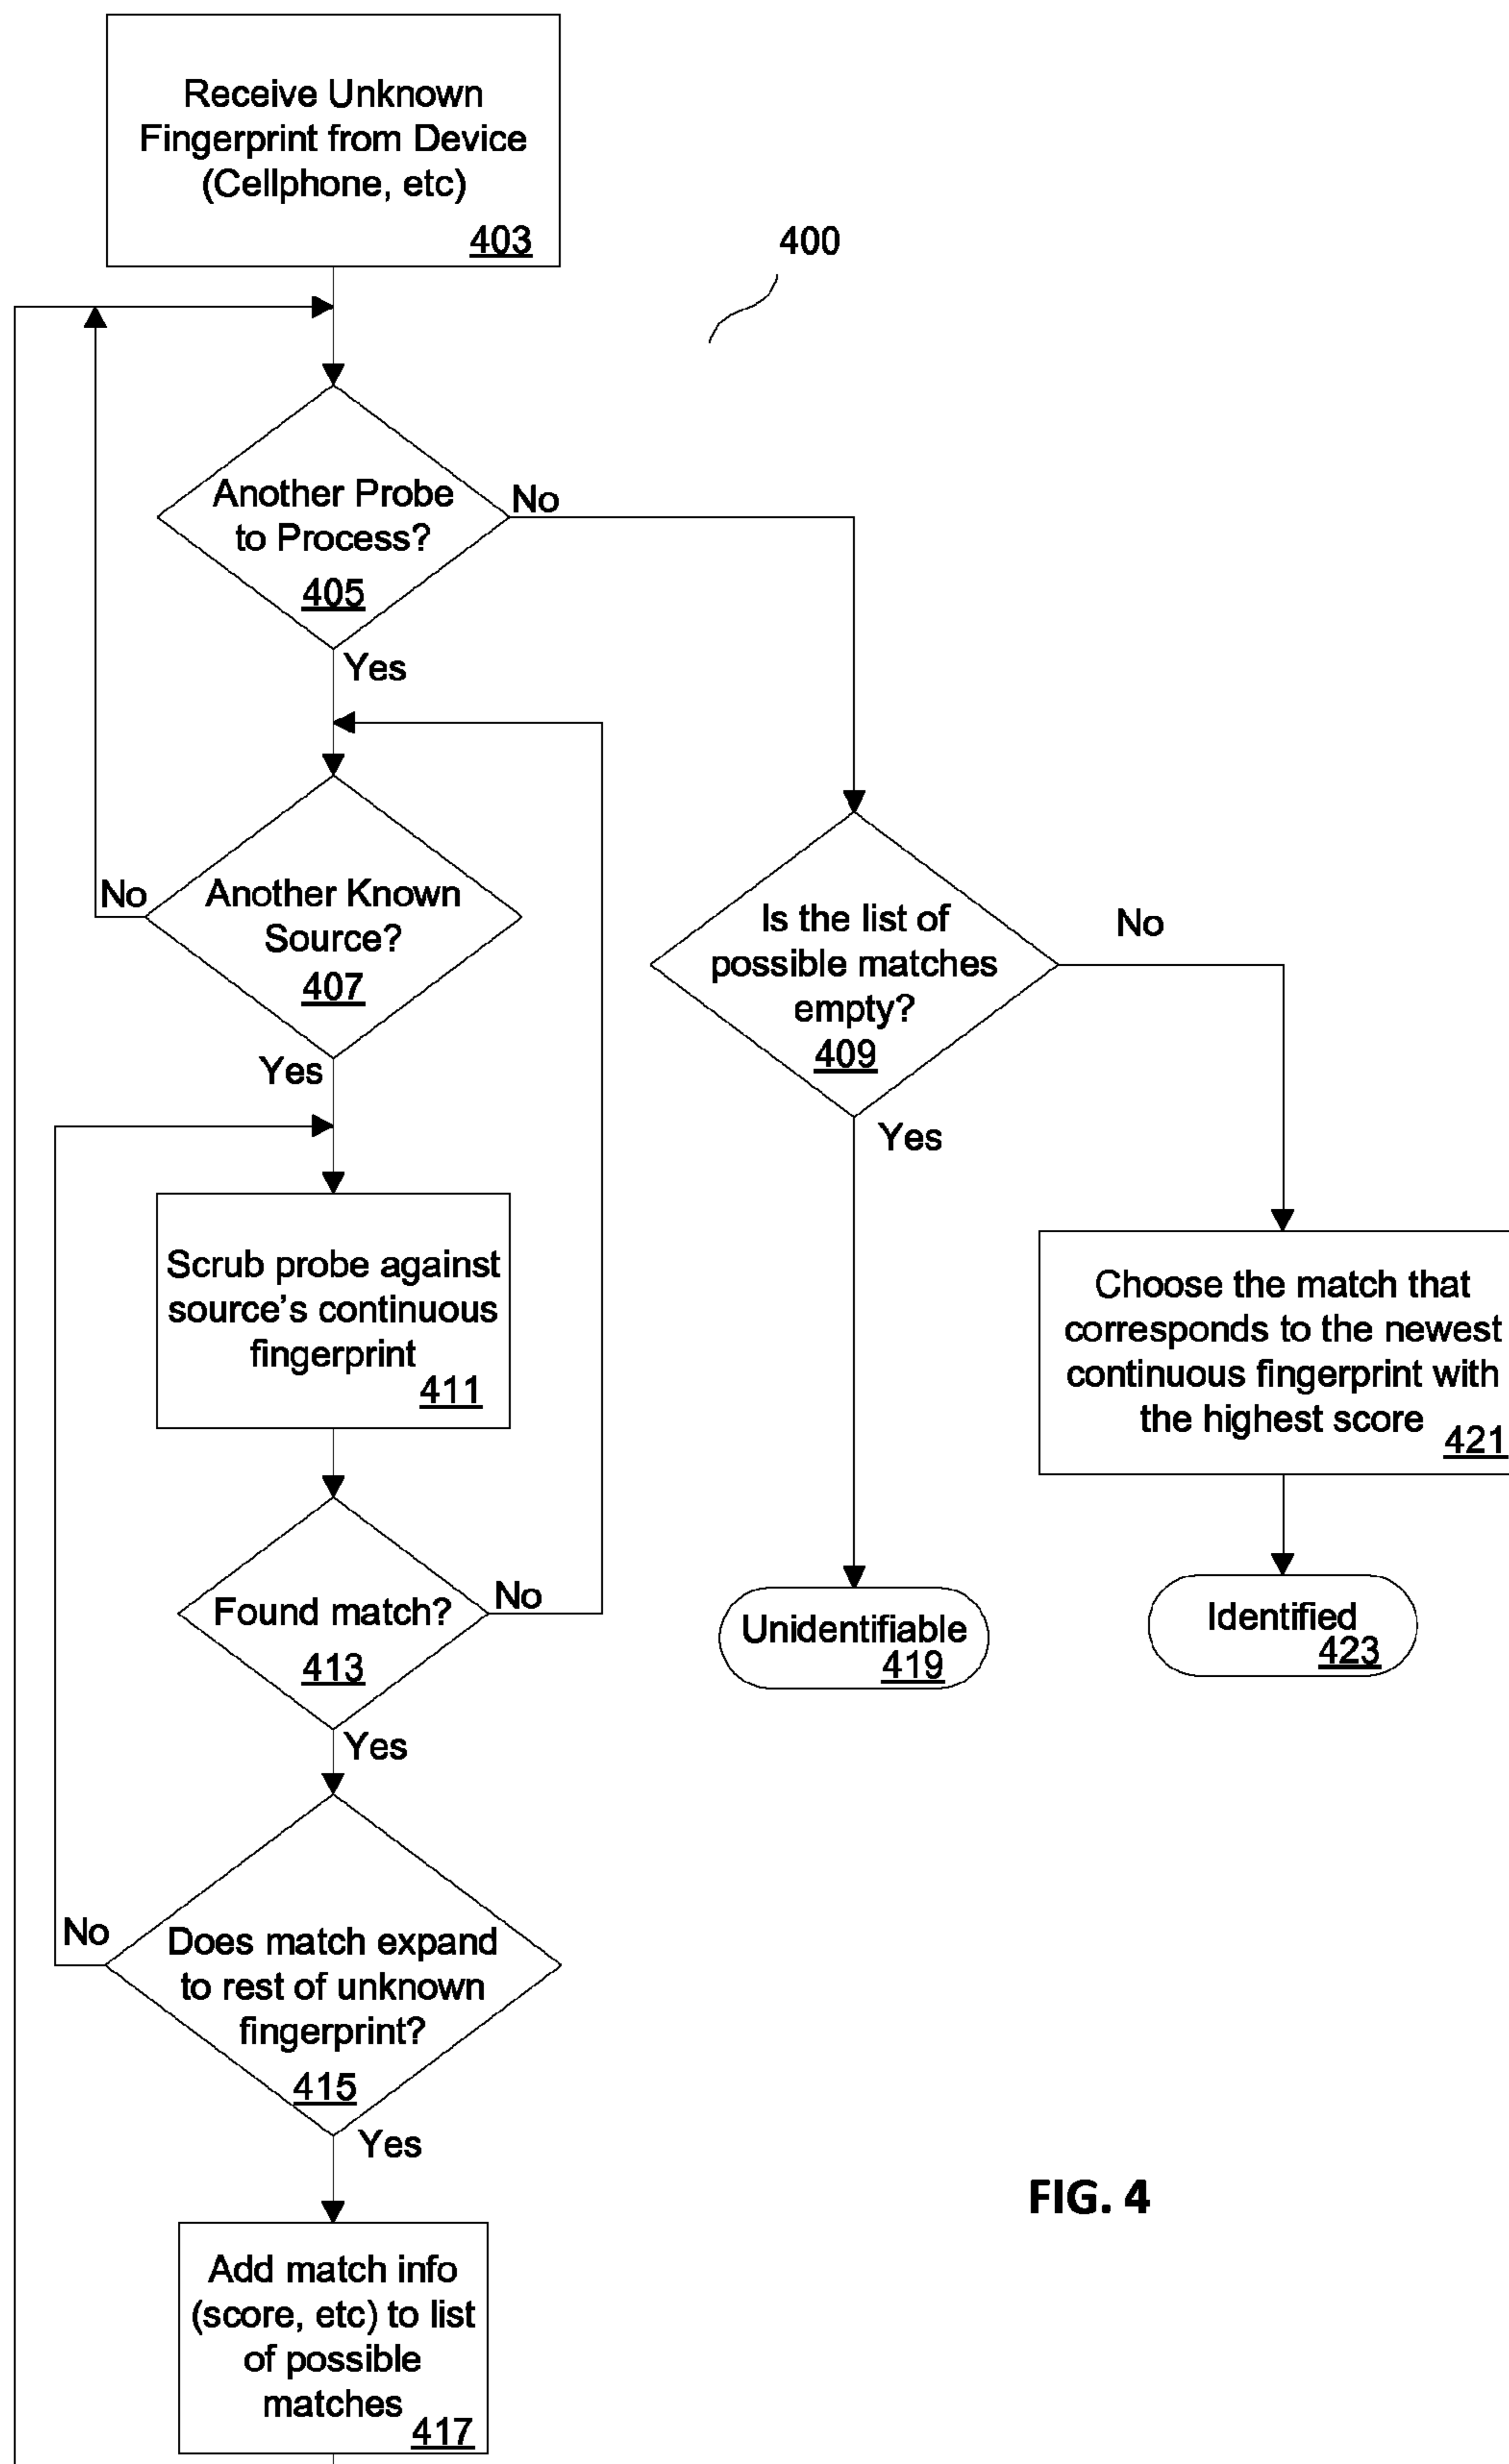 Receive Unknown
Fingerprint from Device
(Cellphone, etc)
403
400
Another Probe
to Process?
405
No
Yes
Another Known
Source?
407
No
Yes
Is the list of
possible matches
empty?
409
No
Yes
Scrub probe against
source's continuous
fingerprint
411
Choose the match that
corresponds to the newest
continuous fingerprint with
the highest score
421
Found match?
413
No
Yes
Unidentifiable
419
Identified
423
Does match expand
to rest of unknown
fingerprint?
415
No
Yes
Add match info
(score, etc) to list
of possible
matches
417
FIG. 4